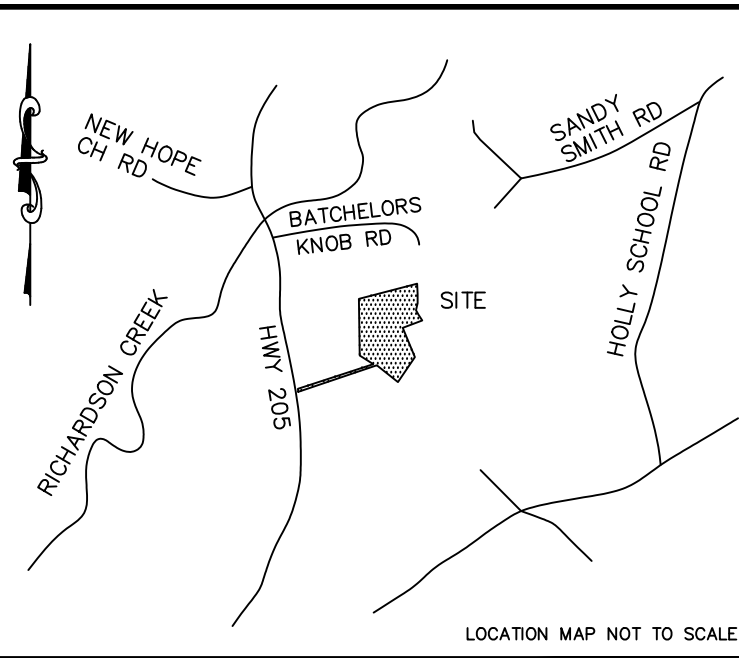 NEW HOPE
CH RD
SANDY
SMITH RD
BATCHELORS
KNOB RD
HOLLY SCHOOL RD
SITE
RICHARDSON CREEK
HWY 205
LOCATION MAP NOT TO SCALE